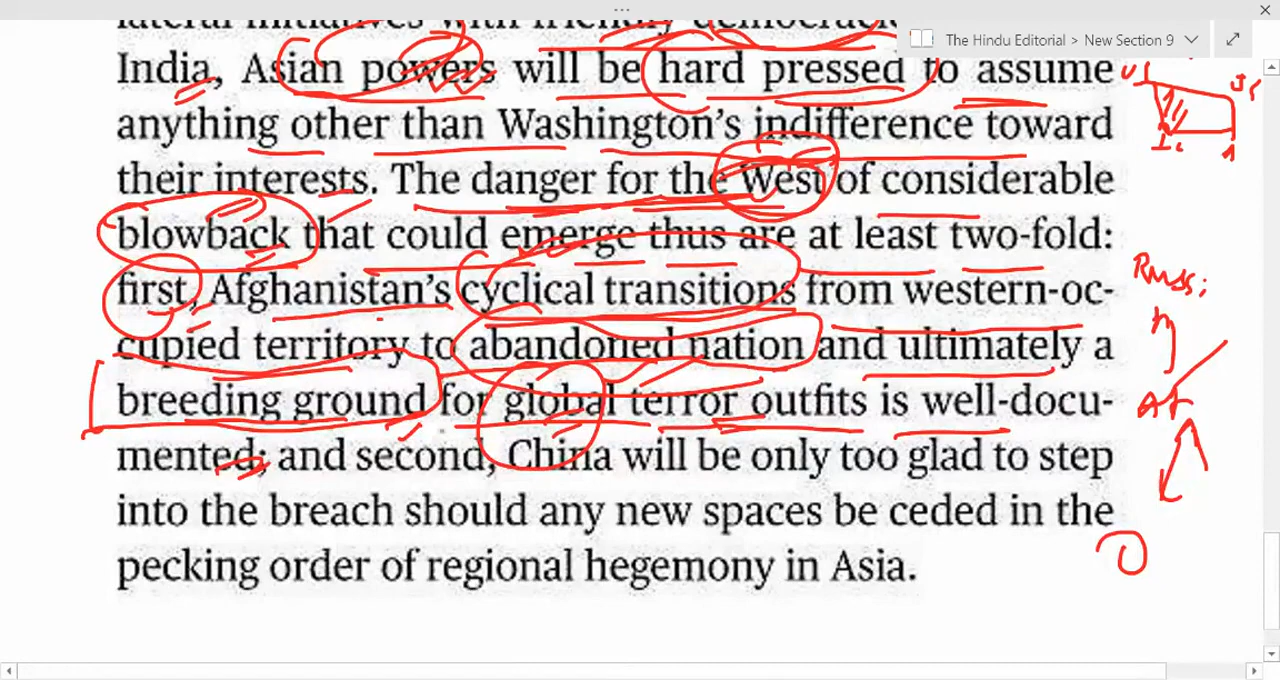 lateral initiatives with friendly
The Hindu Editorial > New Section 9
India, Asian powers will be hard pressed to assume
anything other than Washington's indifference toward
their interests. The danger for the West of considerable
blowback that could emerge thus are at least two-fold:
first, Afghanistan's cyclical transitions from western-oc-
cupied territory to abandoned nation and ultimately a
breeding ground for global terror outfits is well-docu-
mented; and second, China will be only too glad to step
into the breach should any new spaces be ceded in the
pecking order of regional hegemony in Asia.